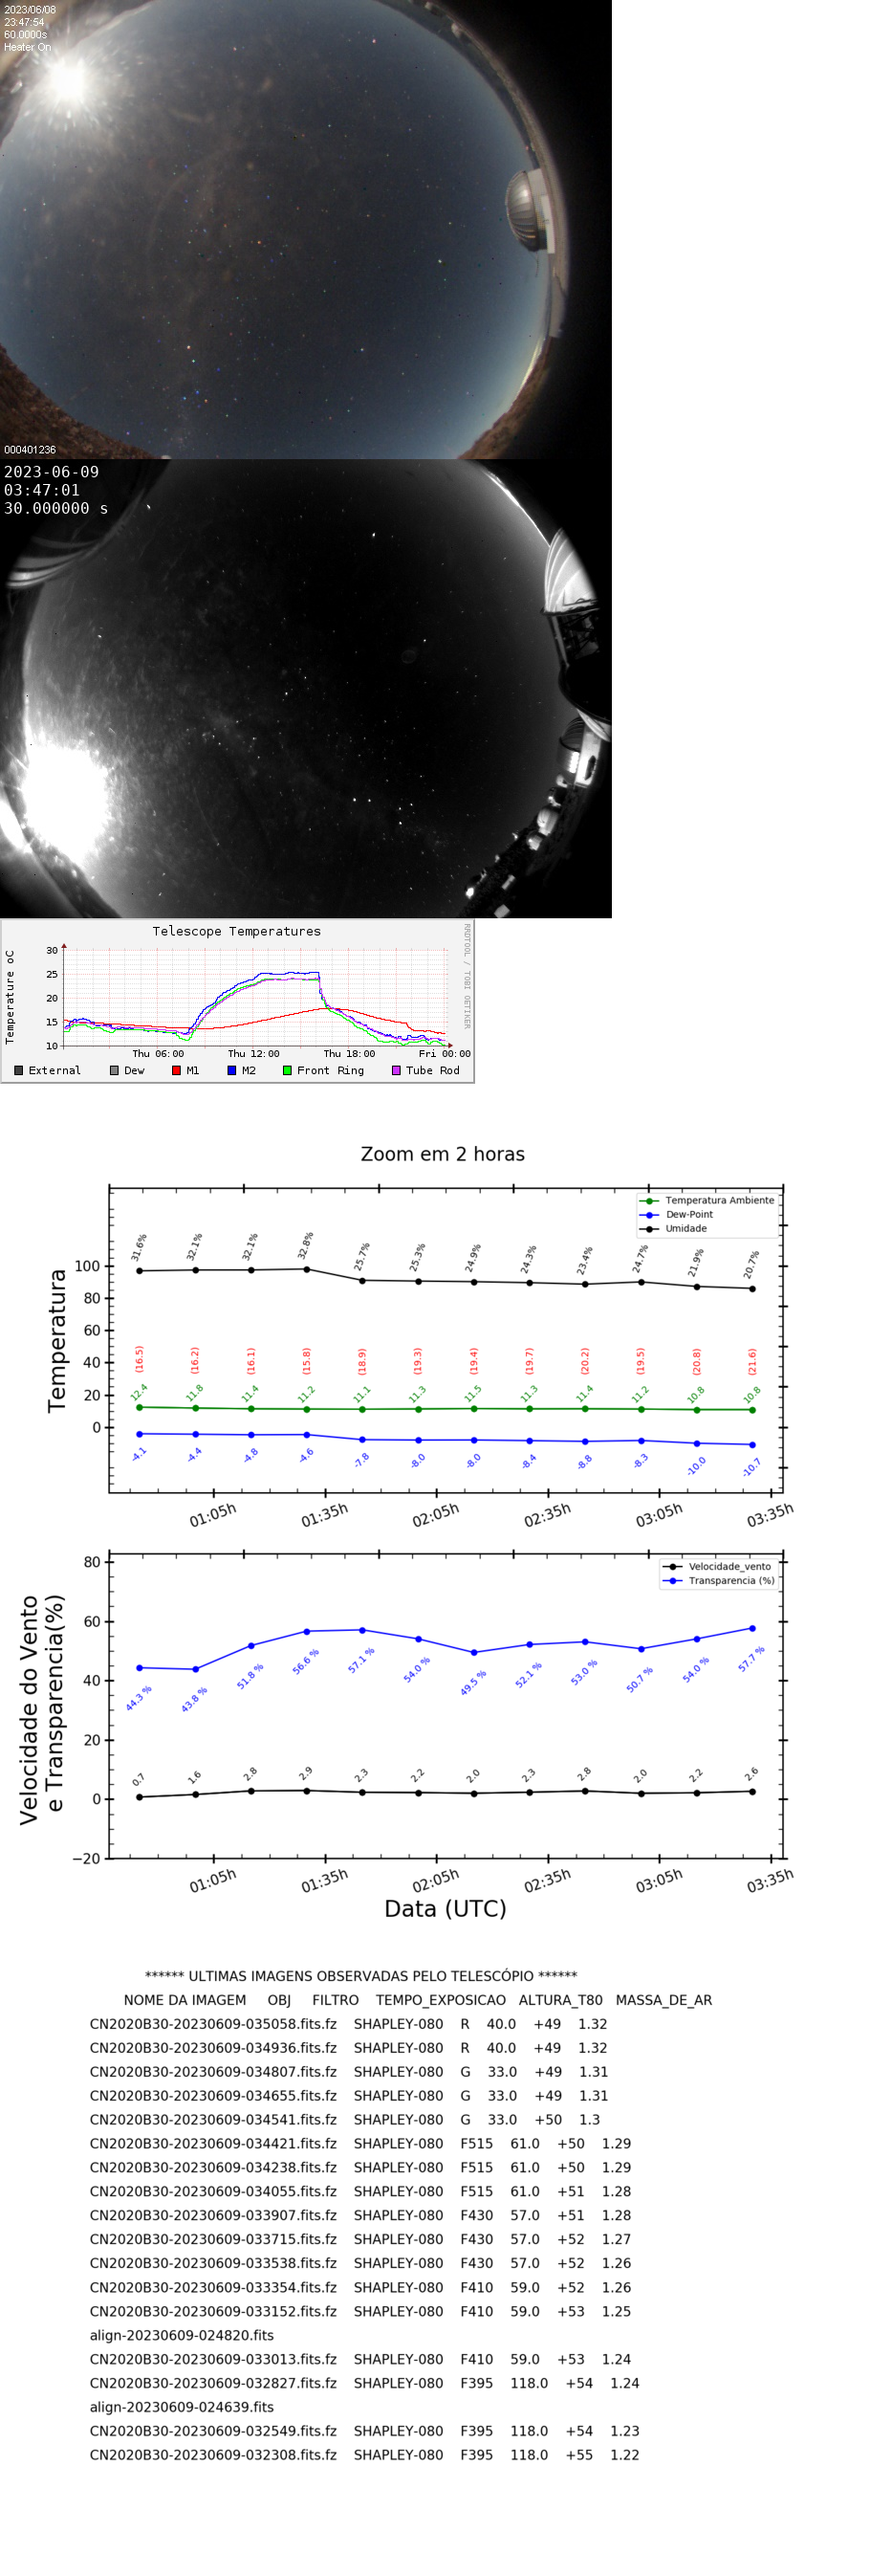 2023/06/08
23:47:54
60.0000s
Heater On
000401236
2023-06-09
03:47:01
30.000000 s
Telescope Temperatures
RRDTOOL / TOBI OETIKER
Temperature oC
30
25
20
15
10
Thu 06:00 Thu 12:00 Thu 18:00 Fri 00:00
External Dew M1 M2 Front Ring Tube Rod
Zoom em 2 horas
Temperatura Ambiente
Dew-Point
Umidade
Temperatura
100
80
60
40
20
0
31.6% 32.1% 32.1% 32.8% 25.7% 25.3% 24.9% 24.3% 23.4% 24.7% 21.9% 20.7%
(16.5) (16.2) (16.1) (15.8) (18.9) (19.3) (19.4) (19.7) (20.2) (19.5) (20.8) (21.6)
12.4 11.8 11.4 11.2 11.1 11.3 11.5 11.3 11.4 11.2 10.8 10.8
-4.1 -4.4 -4.8 -4.6 -7.8 -8.0 -8.0 -8.4 -8.8 -8.3 -10.0 -10.7
01:05h 01:35h 02:05h 02:35h 03:05h 03:35h
Velocidade_vento
Transparencia (%)
Velocidade do Vento
e Transparencia(%)
80
60
40
20
0
−20
44.3 % 43.8 % 51.8 % 56.6 % 57.1 % 54.0 % 49.5 % 52.1 % 53.0 % 50.7 % 54.0 % 57.7 %
0.7 1.6 2.8 2.9 2.3 2.2 2.0 2.3 2.8 2.0 2.2 2.6
01:05h 01:35h 02:05h 02:35h 03:05h 03:35h
Data (UTC)
****** ULTIMAS IMAGENS OBSERVADAS PELO TELESCÓPIO ******
NOME DA IMAGEM OBJ FILTRO TEMPO_EXPOSICAO ALTURA_T80 MASSA_DE_AR
CN2020B30-20230609-035058.fits.fz SHAPLEY-080 R 40.0 +49 1.32
CN2020B30-20230609-034936.fits.fz SHAPLEY-080 R 40.0 +49 1.32
CN2020B30-20230609-034807.fits.fz SHAPLEY-080 G 33.0 +49 1.31
CN2020B30-20230609-034655.fits.fz SHAPLEY-080 G 33.0 +49 1.31
CN2020B30-20230609-034541.fits.fz SHAPLEY-080 G 33.0 +50 1.3
CN2020B30-20230609-034421.fits.fz SHAPLEY-080 F515 61.0 +50 1.29
CN2020B30-20230609-034238.fits.fz SHAPLEY-080 F515 61.0 +50 1.29
CN2020B30-20230609-034055.fits.fz SHAPLEY-080 F515 61.0 +51 1.28
CN2020B30-20230609-033907.fits.fz SHAPLEY-080 F430 57.0 +51 1.28
CN2020B30-20230609-033715.fits.fz SHAPLEY-080 F430 57.0 +52 1.27
CN2020B30-20230609-033538.fits.fz SHAPLEY-080 F430 57.0 +52 1.26
CN2020B30-20230609-033354.fits.fz SHAPLEY-080 F410 59.0 +52 1.26
CN2020B30-20230609-033152.fits.fz SHAPLEY-080 F410 59.0 +53 1.25
align-20230609-024820.fits
CN2020B30-20230609-033013.fits.fz SHAPLEY-080 F410 59.0 +53 1.24
CN2020B30-20230609-032827.fits.fz SHAPLEY-080 F395 118.0 +54 1.24
align-20230609-024639.fits
CN2020B30-20230609-032549.fits.fz SHAPLEY-080 F395 118.0 +54 1.23
CN2020B30-20230609-032308.fits.fz SHAPLEY-080 F395 118.0 +55 1.22